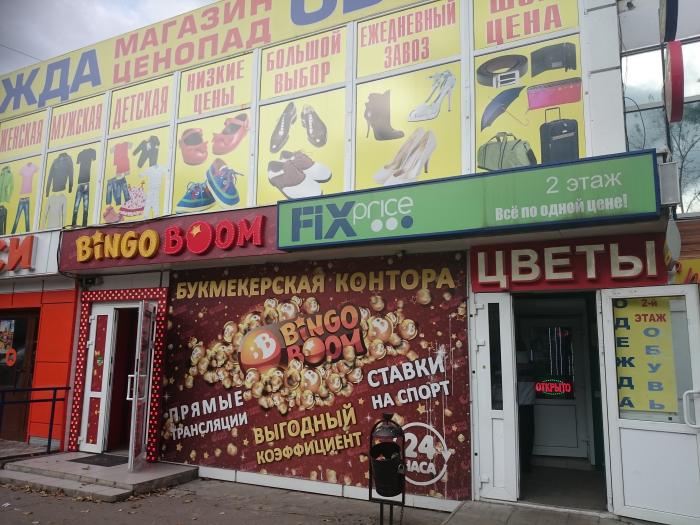 МАГАЗИН
ЦЕНОПАД
ЖДА
ЦЕНА
ЖЕНСКАЯ
МУЖСКАЯ
ДЕТСКАЯ
НИЗКИЕ
ЦЕНЫ
БОЛЬШОЙ
ВЫБОР
ЕЖЕДНЕВНЫЙ
ЗАВОЗ
BiNGO BOOM
FiX price
2 этаж
Всё по одной цене!
ЦВЕТЫ
БУКМЕКЕРСКАЯ КОНТОРА
BiNGO
BOOM
ПРЯМЫЕ
ТРАНСЛЯЦИИ
ВЫГОДНЫЙ
КОЭФФИЦИЕНТ
СТАВКИ
НА СПОРТ
24
ЧАСА
ОТКРЫТО
2-й
ЭТАЖ
ОДЕЖДА
ОБУВЬ